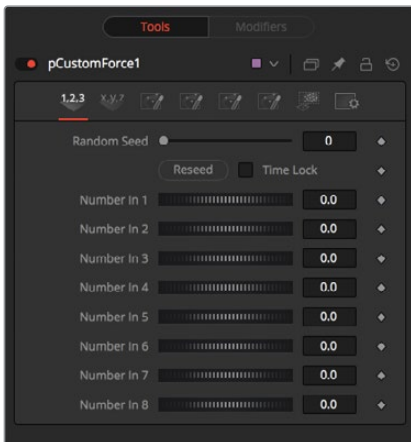 Tools Modifiers
pCustomForce1
1,2,3 X,Y,Z
Random Seed 0
Reseed Time Lock
Number In 1 0.0
Number In 2 0.0
Number In 3 0.0
Number In 4 0.0
Number In 5 0.0
Number In 6 0.0
Number In 7 0.0
Number In 8 0.0